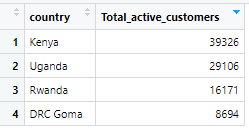 country Total_active_customers
1 Kenya 39326
2 Uganda 29106
3 Rwanda 16171
4 DRC Goma 8694